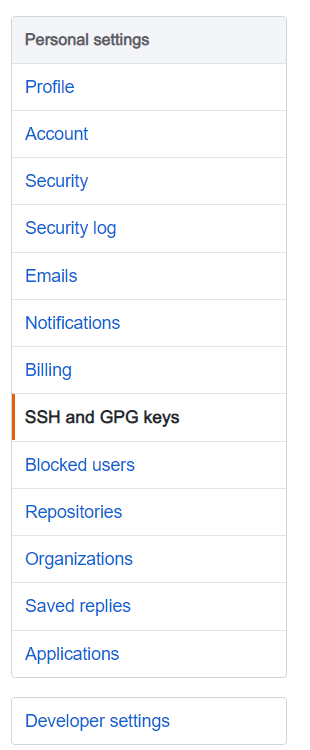 Personal settings
Profile
Account
Security
Security log
Emails
Notifications
Billing
SSH and GPG keys
Blocked users
Repositories
Organizations
Saved replies
Applications
Developer settings